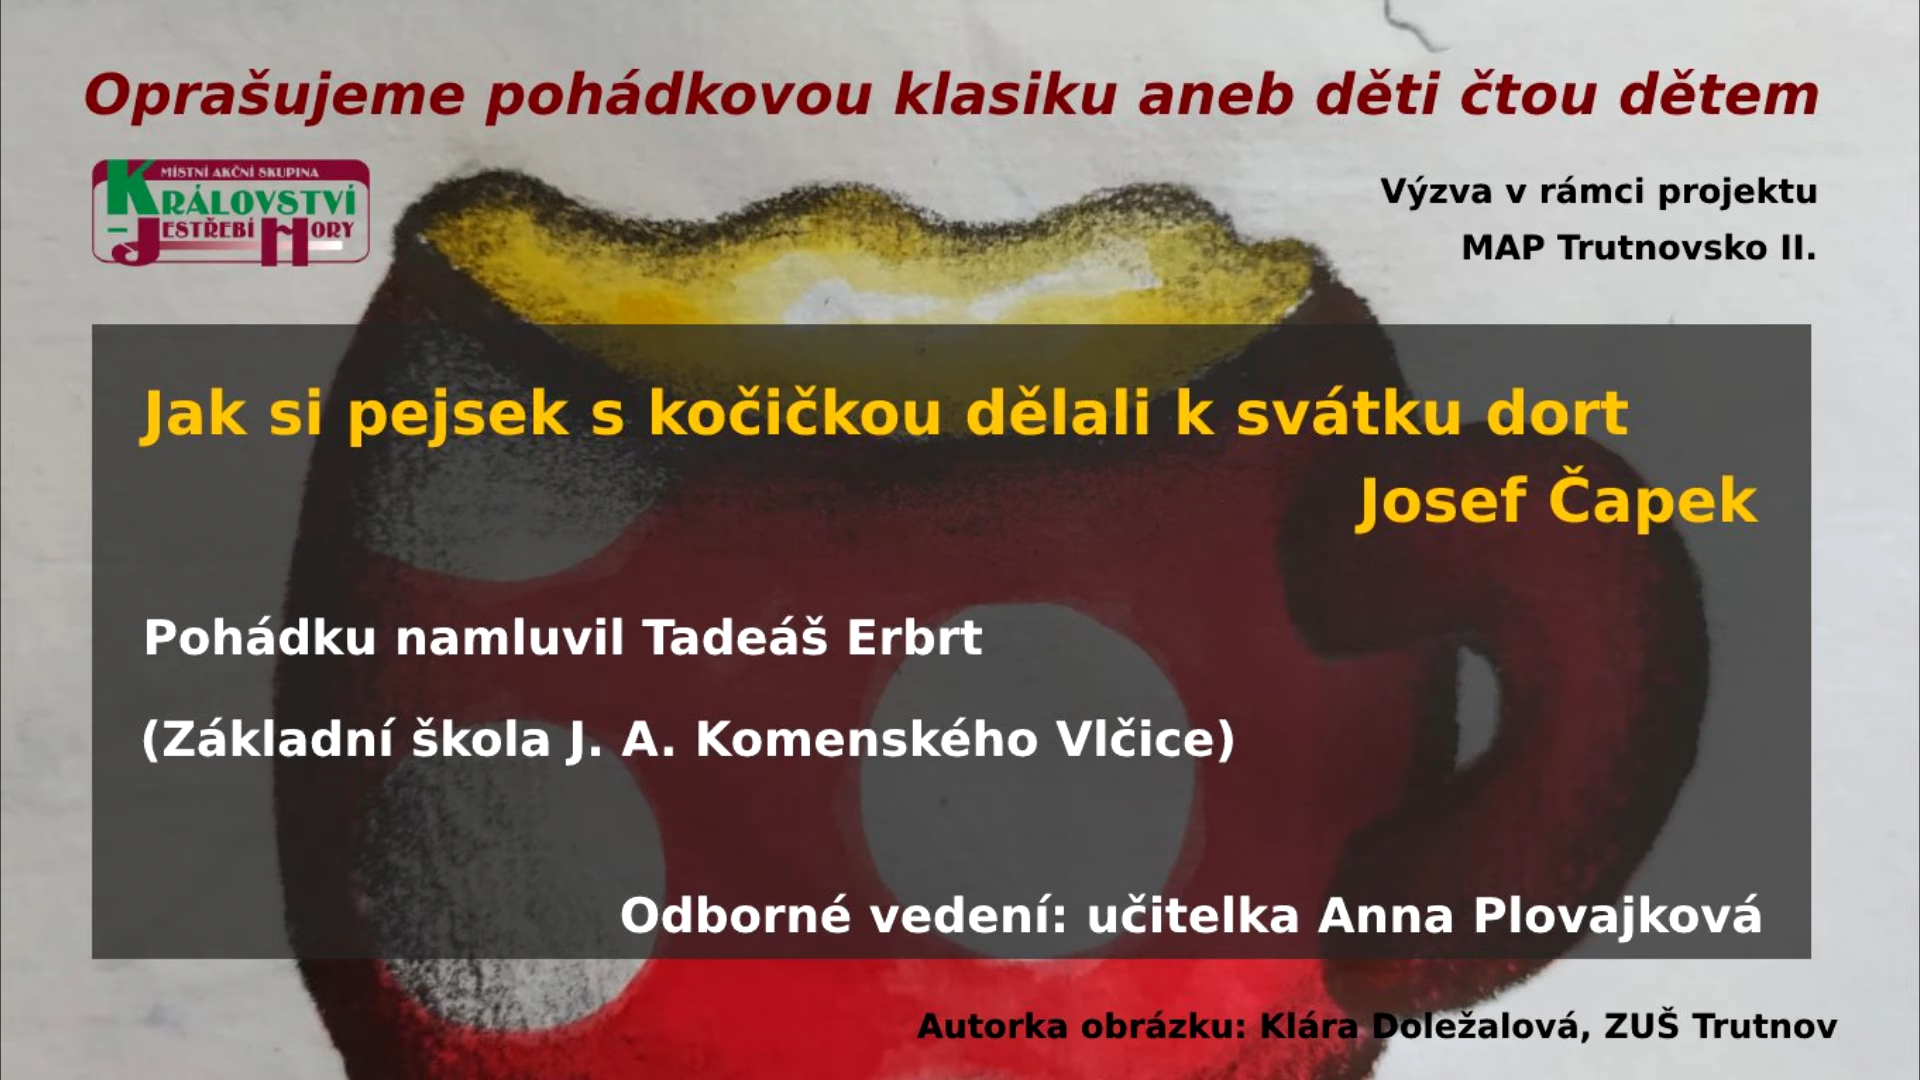 Oprašujeme pohádkovou klasiku aneb děti čtou dětem
MÍSTNÍ AKČNÍ SKUPINA
KRÁLOVSTVÍ
-JESTŘEBÍ HORY
Výzva v rámci projektu
MAP Trutnovsko II.
Jak si pejsek s kočičkou dělali k svátku dort
Josef Čapek
Pohádku namluvil Tadeáš Erbrt
(Základní škola J. A. Komenského Vlčice)
Odborné vedení: učitelka Anna Plovajková
Autorka obrázku: Klára Doležalová, ZUŠ Trutnov